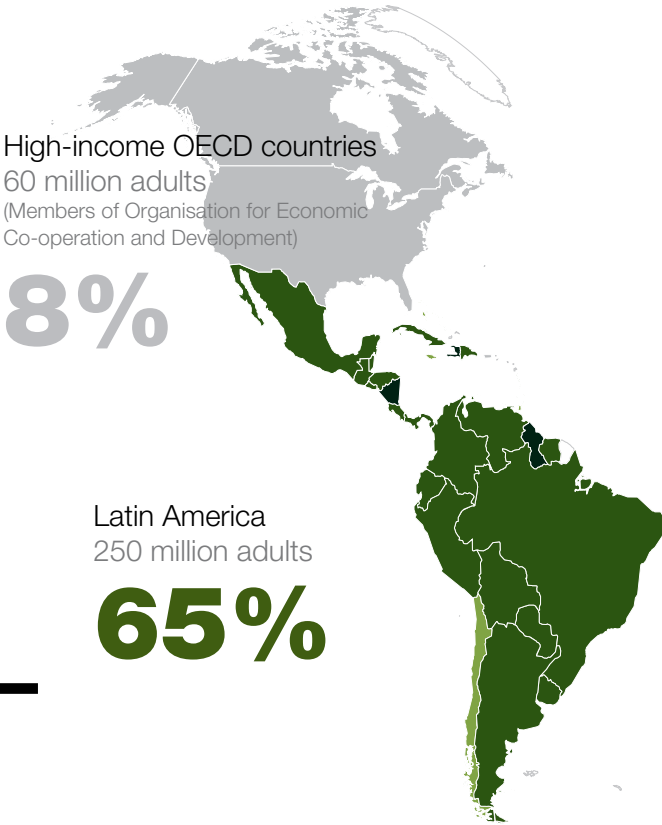 High-income OECD countries
60 million adults
(Members of Organisation for Economic
Co-operation and Development)
8%
Latin America
250 million adults
65%